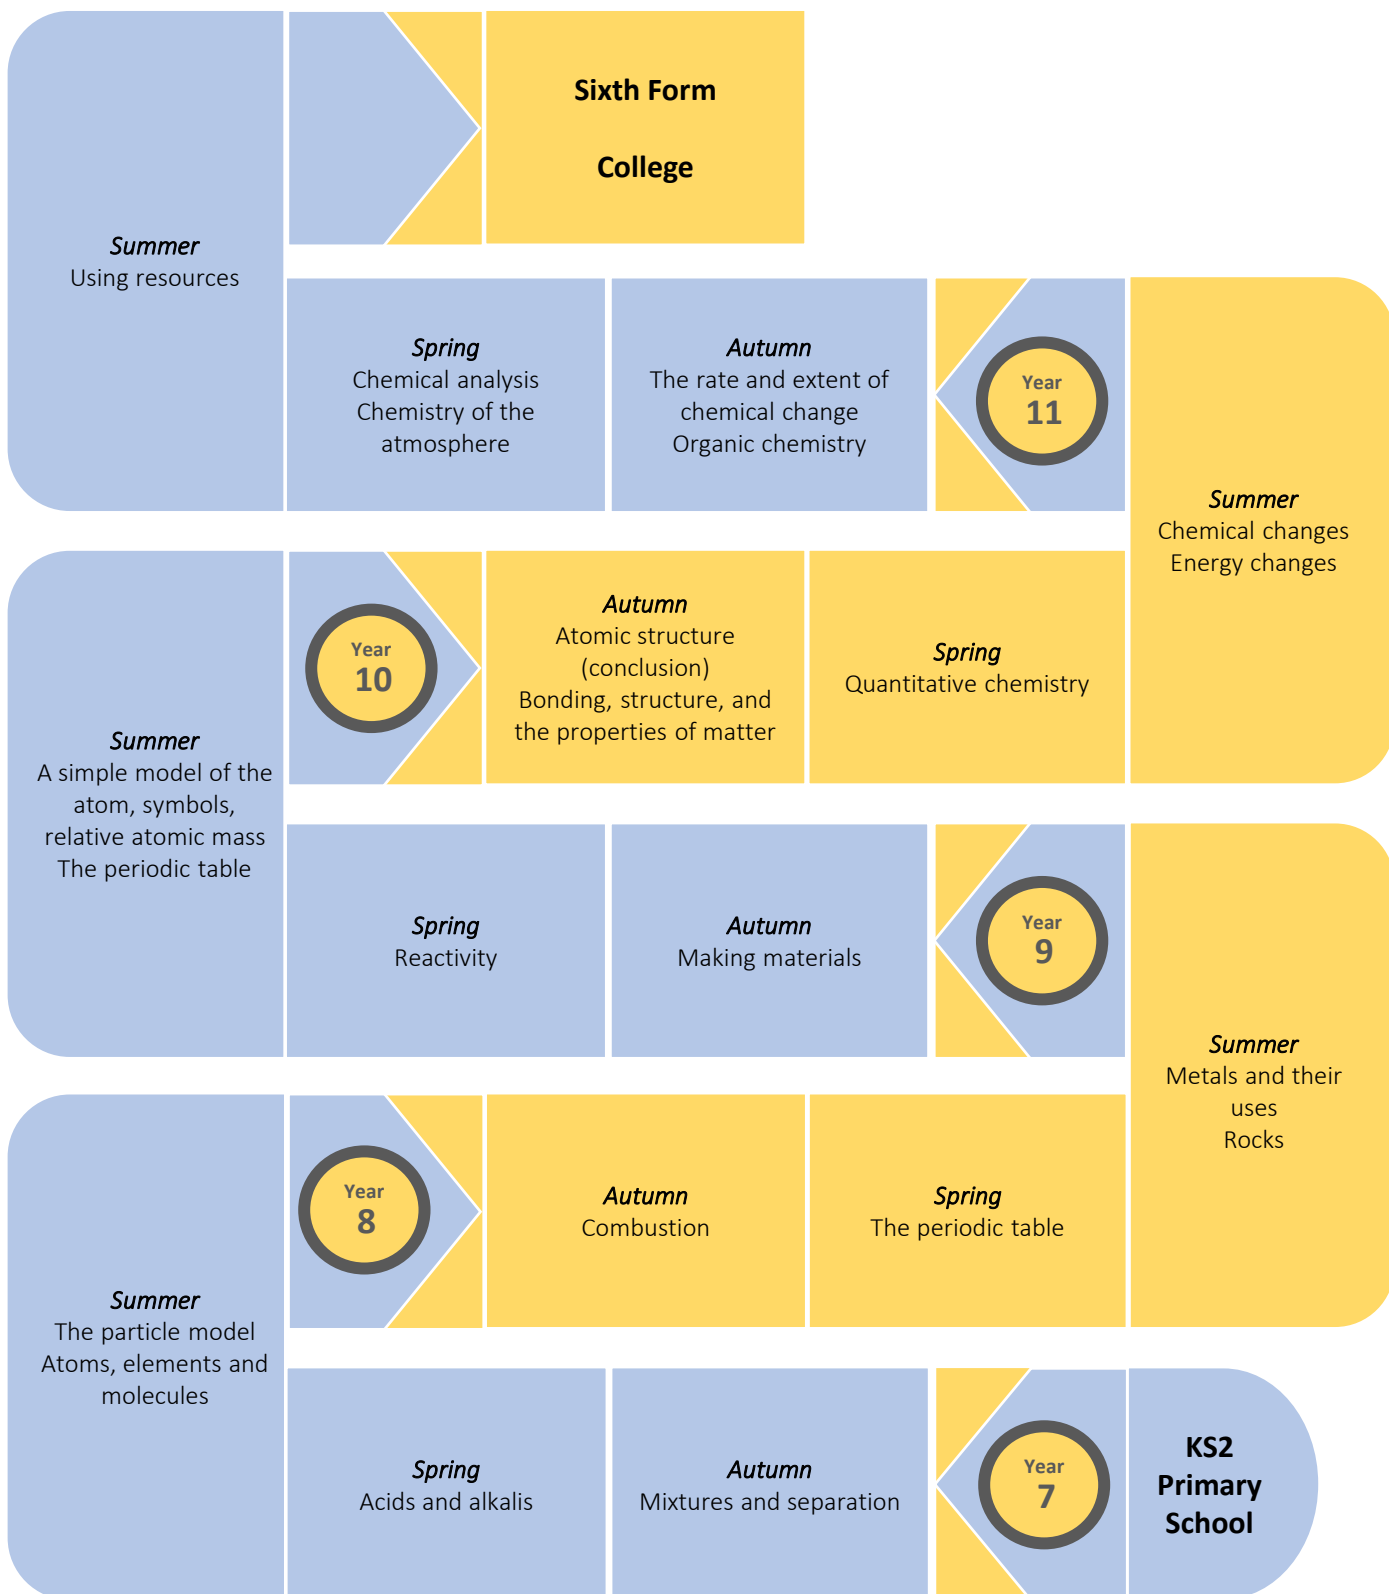 Sixth Form
College
Summer
Using resources
Spring
Chemical analysis
Chemistry of the
atmosphere
Autumn
The rate and extent of
chemical change
Organic chemistry
Year
11
Summer
Chemical changes
Energy changes
Year
10
Autumn
Atomic structure
(conclusion)
Bonding, structure, and
the properties of matter
Spring
Quantitative chemistry
Summer
A simple model of the
atom, symbols,
relative atomic mass
The periodic table
Spring
Reactivity
Autumn
Making materials
Year
9
Summer
Metals and their
uses
Rocks
Year
8
Autumn
Combustion
Spring
The periodic table
Summer
The particle model
Atoms, elements and
molecules
Spring
Acids and alkalis
Autumn
Mixtures and separation
Year
7
KS2
Primary
School